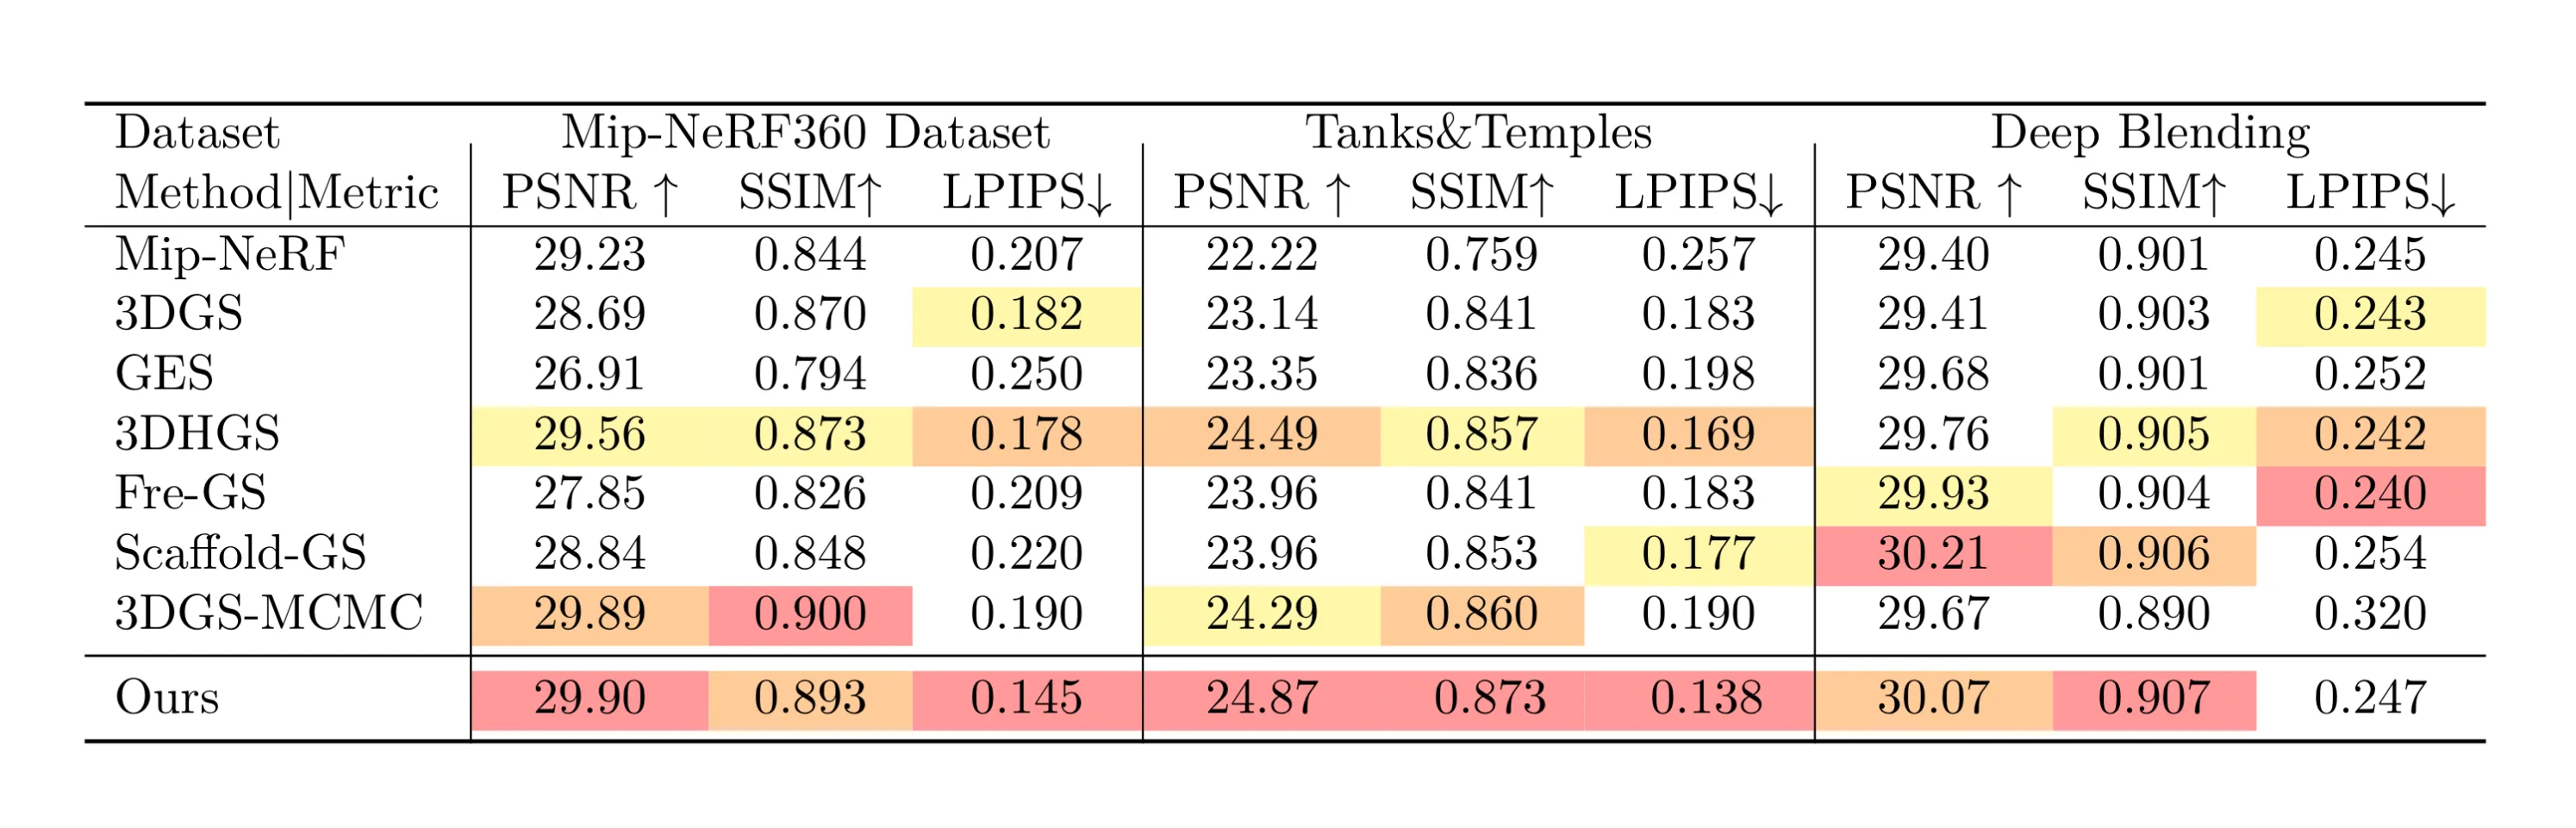 Dataset Mip-NeRF360 Dataset Tanks&Temples Deep Blending
Method|Metric PSNR ↑ SSIM↑ LPIPS↓ PSNR ↑ SSIM↑ LPIPS↓ PSNR ↑ SSIM↑ LPIPS↓
Mip-NeRF 29.23 0.844 0.207 22.22 0.759 0.257 29.40 0.901 0.245
3DGS 28.69 0.870 0.182 23.14 0.841 0.183 29.41 0.903 0.243
GES 26.91 0.794 0.250 23.35 0.836 0.198 29.68 0.901 0.252
3DHGS 29.56 0.873 0.178 24.49 0.857 0.169 29.76 0.905 0.242
Fre-GS 27.85 0.826 0.209 23.96 0.841 0.183 29.93 0.904 0.240
Scaffold-GS 28.84 0.848 0.220 23.96 0.853 0.177 30.21 0.906 0.254
3DGS-MCMC 29.89 0.900 0.190 24.29 0.860 0.190 29.67 0.890 0.320
Ours 29.90 0.893 0.145 24.87 0.873 0.138 30.07 0.907 0.247